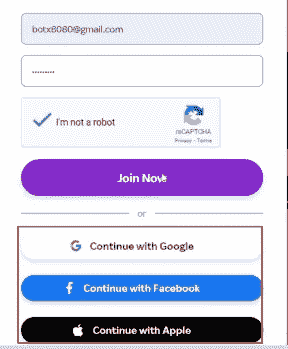 botx6060@gmail.com
.........
I'm not a robot
reCAPTCHA
Privacy - Terms
Join Now
or
Continue with Google
Continue with Facebook
Continue with Apple